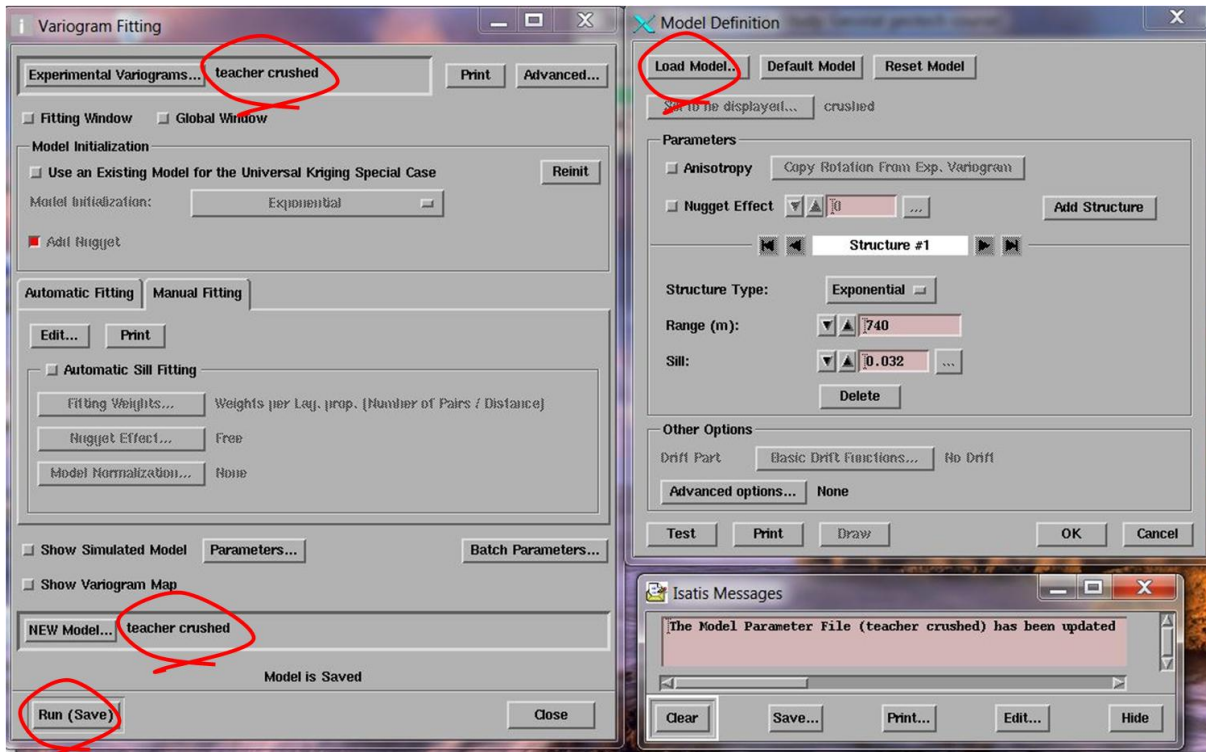 Variogram Fitting
Experimental Variograms... teacher crushed Print Advanced...
Fitting Window Global Window
Model Initialization
Use an Existing Model for the Universal Kriging Special Case Reinit
Model Initialization: Exponential
Add Nugget
Automatic Fitting Manual Fitting
Edit... Print
Automatic Sill Fitting
Fitting Weights... Weights per Lag. prop. (Number of Pairs / Distance)
Nugget Effect... Free
Model Normalization... None
Show Simulated Model Parameters... Batch Parameters...
Show Variogram Map
NEW Model... teacher crushed
Model is Saved
Run (Save) Close
Model Definition
Load Model... Default Model Reset Model
Set to be displayed... crushed
Parameters
Anisotropy Copy Rotation From Exp. Variogram
Nugget Effect 0 ... Add Structure
Structure #1
Structure Type: Exponential
Range (m): 740
Sill: 0.032 ...
Delete
Other Options
Drift Part Basic Drift Functions... No Drift
Advanced options... None
Test Print Draw OK Cancel
Isatis Messages
The Model Parameter File (teacher crushed) has been updated
Clear Save... Print... Edit... Hide